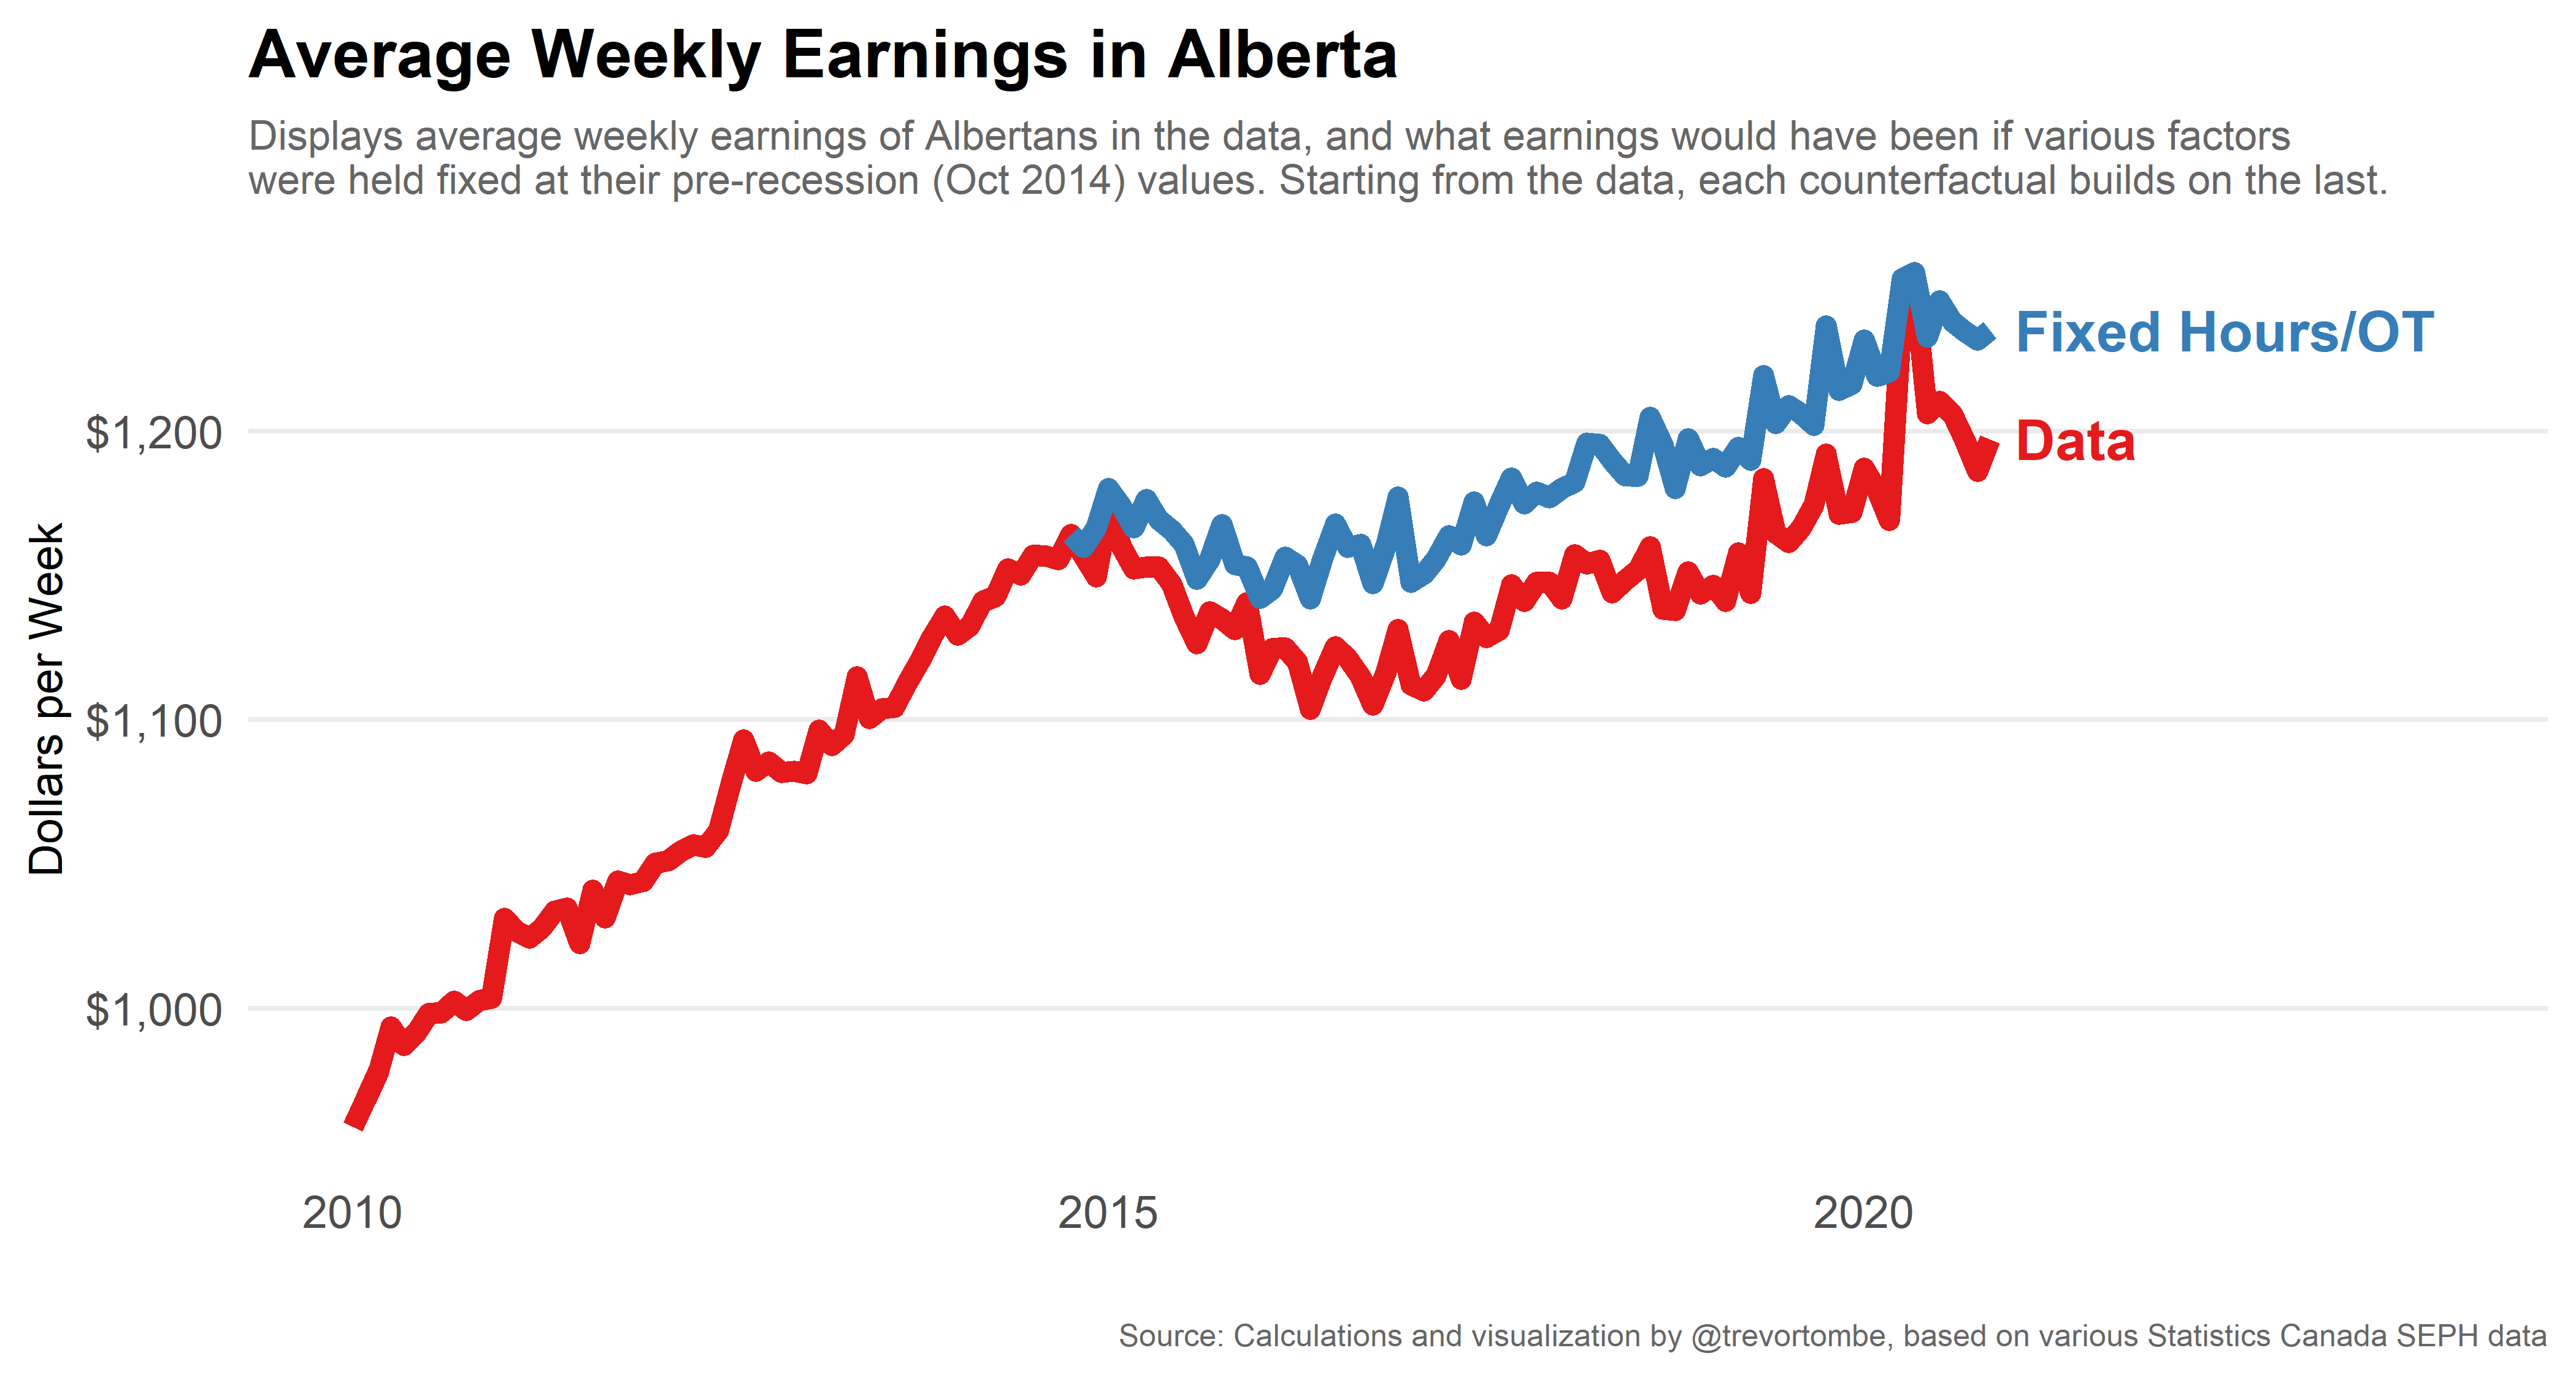 Average Weekly Earnings in Alberta
Displays average weekly earnings of Albertans in the data, and what earnings would have been if various factors
were held fixed at their pre-recession (Oct 2014) values. Starting from the data, each counterfactual builds on the last.
Fixed Hours/OT
Data
$1,200
$1,100
$1,000
Dollars per Week
2010
2015
2020
Source: Calculations and visualization by @trevortombe, based on various Statistics Canada SEPH data